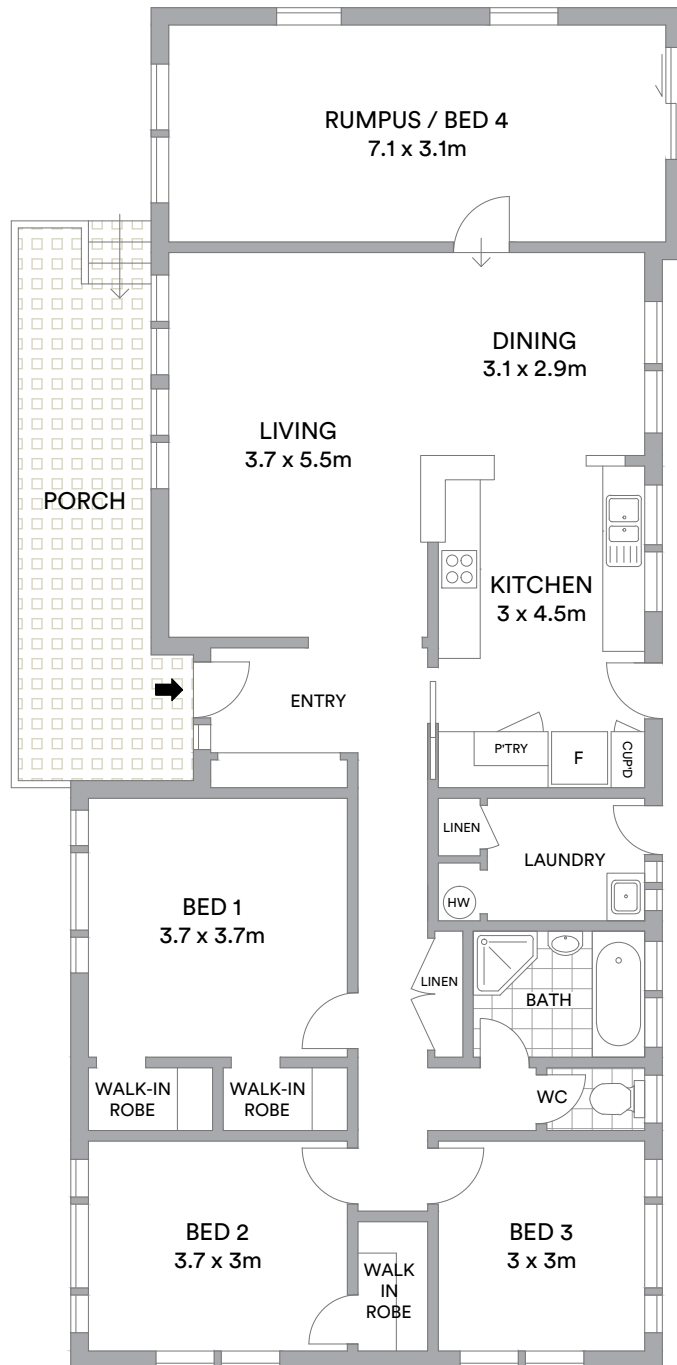 RUMPUS / BED 4
7.1 x 3.1m
DINING
3.1 x 2.9m
LIVING
3.7 x 5.5m
PORCH
KITCHEN
3 x 4.5m
ENTRY
P'TRY
F
CUP'D
LINEN
LAUNDRY
HW
BED 1
3.7 x 3.7m
LINEN
BATH
WALK-IN
ROBE
WALK-IN
ROBE
WC
BED 2
3.7 x 3m
BED 3
3 x 3m
WALK
IN
ROBE